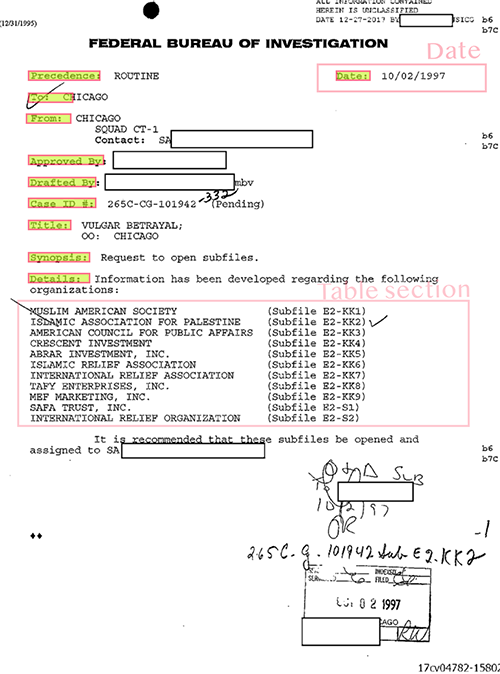 ALL INFORMATION CONTAINED
HEREIN IS UNCLASSIFIED
DATE 12-27-2017 BY NSICG
b6
b7C
(12/31/1995)
FEDERAL BUREAU OF INVESTIGATION
Date
Precedence: ROUTINE
Date: 10/02/1997
To: CHICAGO
From: CHICAGO
SQUAD CT-1
Contact: SA
b6
b7C
Approved By:
Drafted By: mbv
Case ID #: 265C-CG-101942 -332 (Pending)
Title: VULGAR BETRAYAL;
OO: CHICAGO
Synopsis: Request to open subfiles.
Details: Information has been developed regarding the following
organizations:
Table section
MUSLIM AMERICAN SOCIETY (Subfile E2-KK1)
ISLAMIC ASSOCIATION FOR PALESTINE (Subfile E2-KK2)
AMERICAN COUNCIL FOR PUBLIC AFFAIRS (Subfile E2-KK3)
CRESCENT INVESTMENT (Subfile E2-KK4)
ABRAR INVESTMENT, INC. (Subfile E2-KK5)
ISLAMIC RELIEF ASSOCIATION (Subfile E2-KK6)
INTERNATIONAL RELIEF ASSOCIATION (Subfile E2-KK7)
TAFY ENTERPRISES, INC. (Subfile E2-KK8)
MEF MARKETING, INC. (Subfile E2-KK9)
SAFA TRUST, INC. (Subfile E2-S1)
INTERNATIONAL RELIEF ORGANIZATION (Subfile E2-S2)
It is recommended that these subfiles be opened and
assigned to SA
b6
b7C
Sub
10/2/97
-1
265C-g-101942 Sub E2-KK2
FILED
02 1997
17cv04782-15802